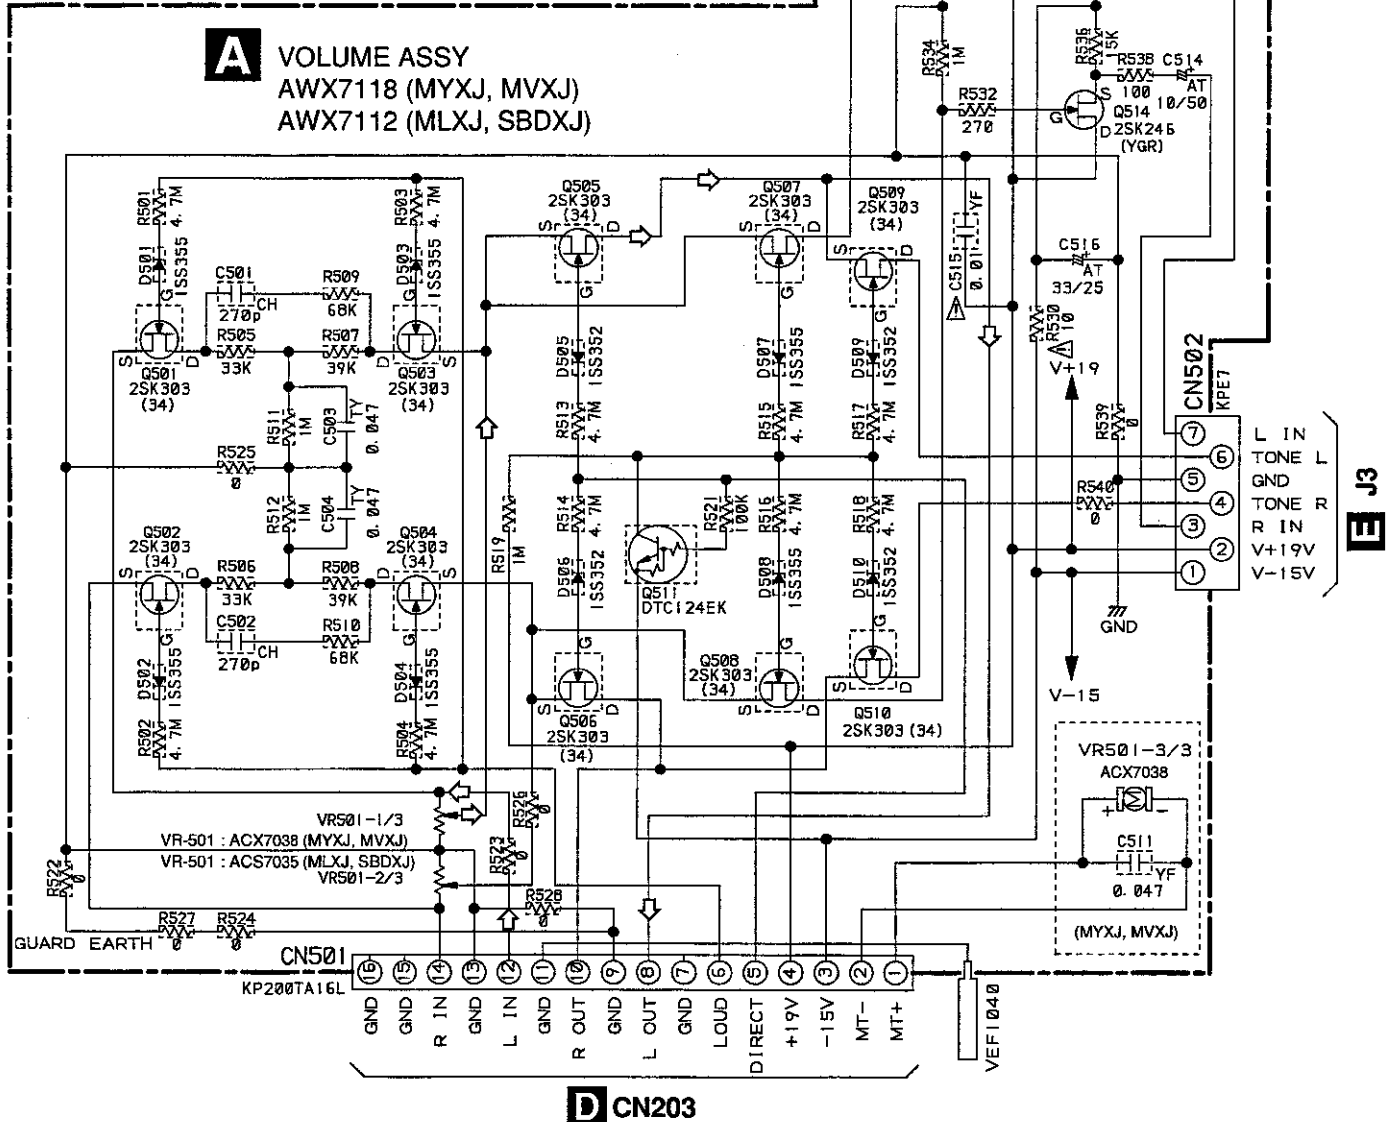 A
VOLUME ASSY
AWX7118 (MYXJ, MVXJ)
AWX7112 (MLXJ, SBDXJ)
R534
1M
R536
1.5K
R538
100
C514
AT
10/50
R532
270
S
G
D
Q514
2SK246
(YGR)
R501
4.7M
R503
4.7M
D501
1SS355
D503
1SS355
C501
CH
270p
R509
68K
R505
33K
R507
39K
G
S
D
Q501
2SK303
(34)
G
D
S
Q503
2SK303
(34)
R511
1M
C503
TY
0.047
R525
0
R512
1M
C504
TY
0.047
Q502
2SK303
(34)
S
D
G
Q504
2SK303
(34)
D
S
G
R506
33K
R508
39K
C502
CH
270p
R510
68K
D502
1SS355
D504
1SS355
R502
4.7M
R504
4.7M
Q505
2SK303
(34)
S
D
G
Q507
2SK303
(34)
S
D
G
Q509
2SK303
(34)
D
G
D505
1SS352
D507
1SS355
D509
1SS352
R513
4.7M
R515
4.7M
R517
4.7M
R519
1M
R514
4.7M
R521
100K
R516
4.7M
R518
4.7M
D506
1SS352
Q511
DTC124EK
D508
1SS355
D510
1SS352
G
S
D
Q506
2SK303
(34)
Q508
2SK303
(34)
G
S
D
G
S
D
Q510
2SK303 (34)
C515
YF
0.01
C516
AT
33/25
R530
10
V+19
R539
0
R540
0
GND
V-15
CN502
KPE7
7 L IN
6 TONE L
5 GND
4 TONE R
3 R IN
2 V+19V
1 V-15V
E J3
VR501-3/3
ACX7038
+ M -
C511
YF
0.047
(MYXJ, MVXJ)
VR501-1/3
VR-501 : ACX7038 (MYXJ, MVXJ)
VR-501 : ACS7035 (MLXJ, SBDXJ)
VR501-2/3
R526
0
R523
0
R528
0
R522
0
R527
0
R524
0
GUARD EARTH
CN501
KP200TA16L
16 15 14 13 12 11 10 9 8 7 6 5 4 3 2 1
GND
GND
R IN
GND
L IN
GND
R OUT
GND
L OUT
GND
LOUD
DIRECT
+19V
-15V
MT-
MT+
VEF1040
D CN203